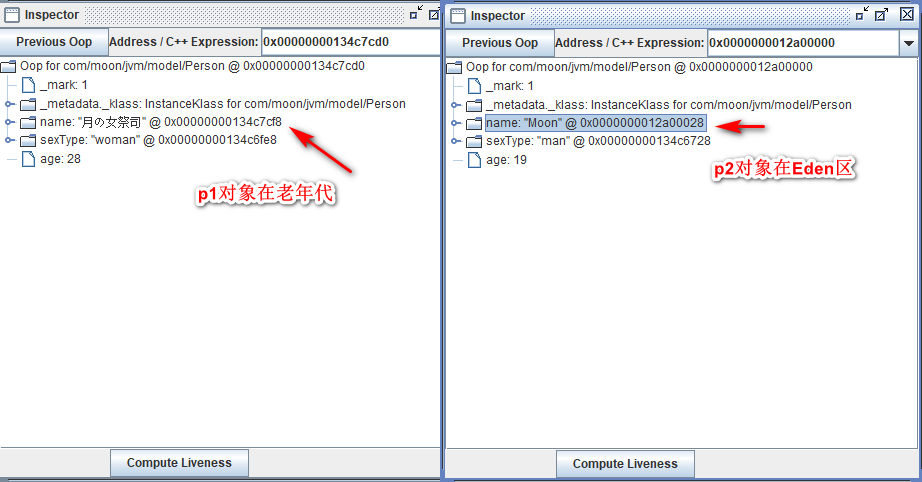 Inspector
Previous Oop Address / C++ Expression: 0x00000000134c7cd0
Oop for com/moon/jvm/model/Person @ 0x00000000134c7cd0
_mark: 1
_metadata._klass: InstanceKlass for com/moon/jvm/model/Person
name: "月の女祭司" @ 0x00000000134c7cf8
sexType: "woman" @ 0x00000000134c6fe8
age: 28
p1对象在老年代
Compute Liveness
Inspector
Previous Oop Address / C++ Expression: 0x0000000012a00000
Oop for com/moon/jvm/model/Person @ 0x0000000012a00000
_mark: 1
_metadata._klass: InstanceKlass for com/moon/jvm/model/Person
name: "Moon" @ 0x0000000012a00028
sexType: "man" @ 0x00000000134c6728
age: 19
p2对象在Eden区
Compute Liveness